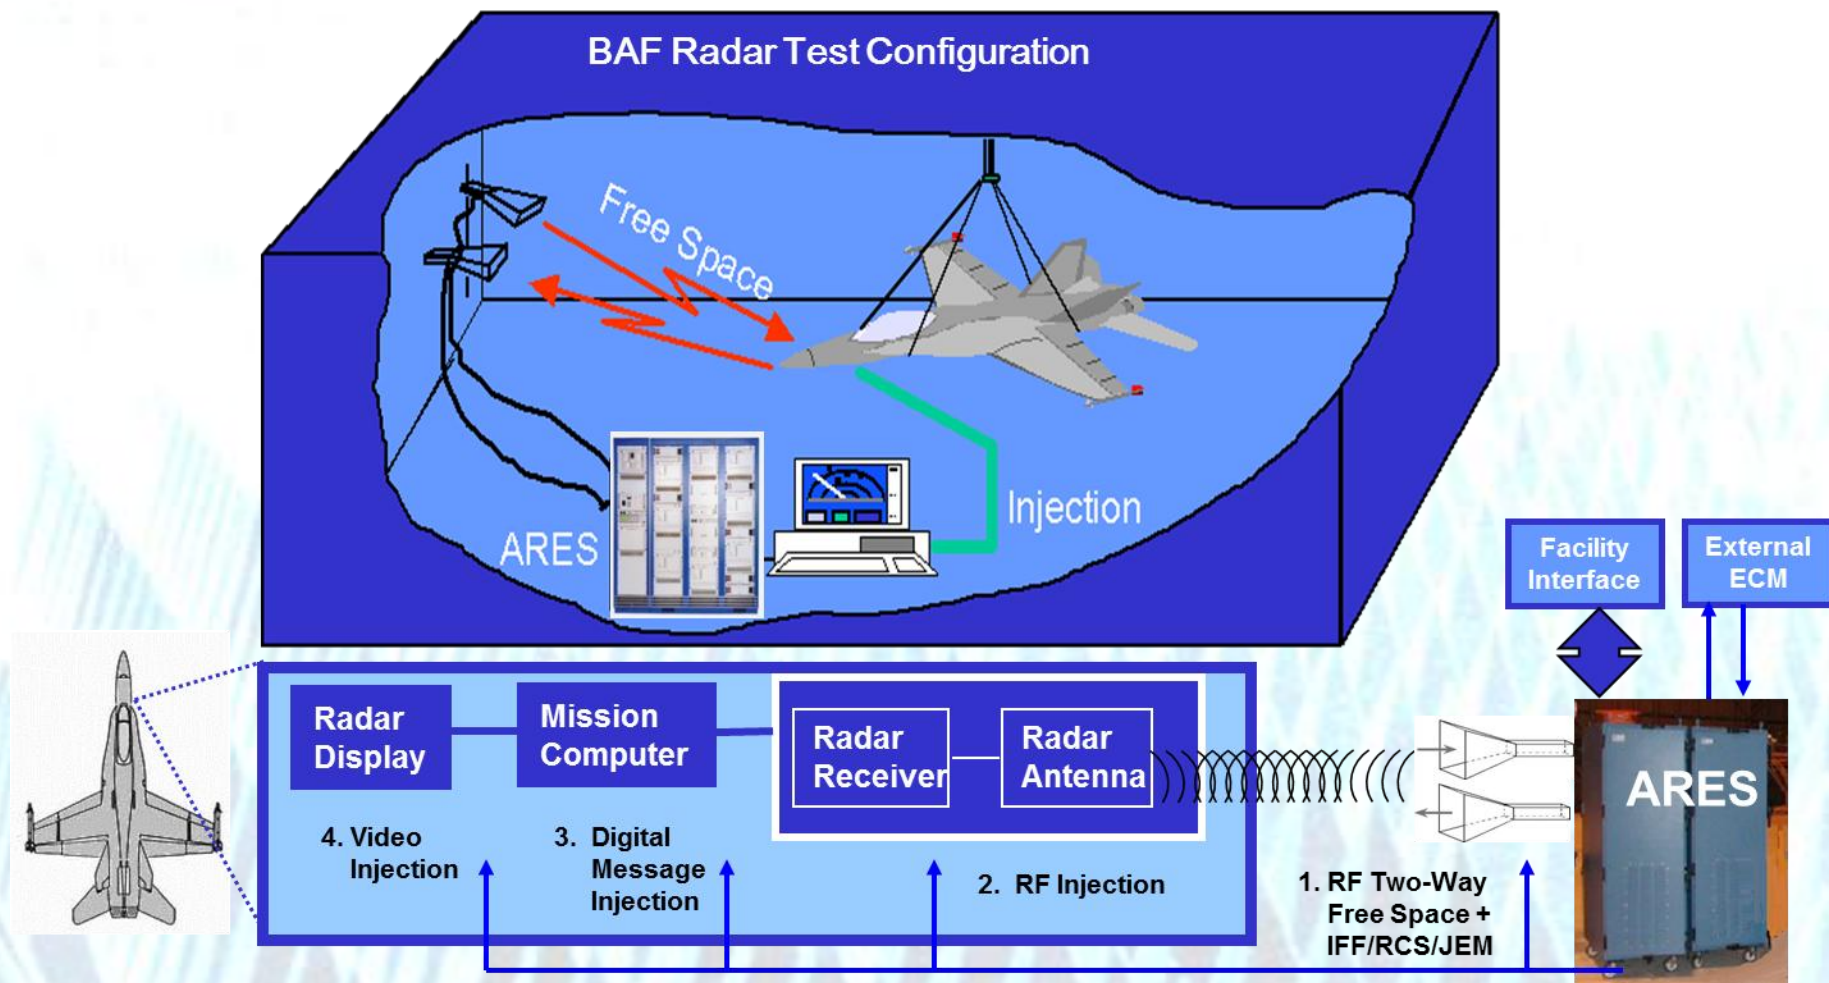 BAF Radar Test Configuration
Free Space
ARES
Injection
Facility
Interface
External
ECM
Radar
Display
Mission
Computer
Radar
Receiver
Radar
Antenna
ARES
4. Video
Injection
3. Digital
Message
Injection
2. RF Injection
1. RF Two-Way
Free Space +
IFF/RCS/JEM